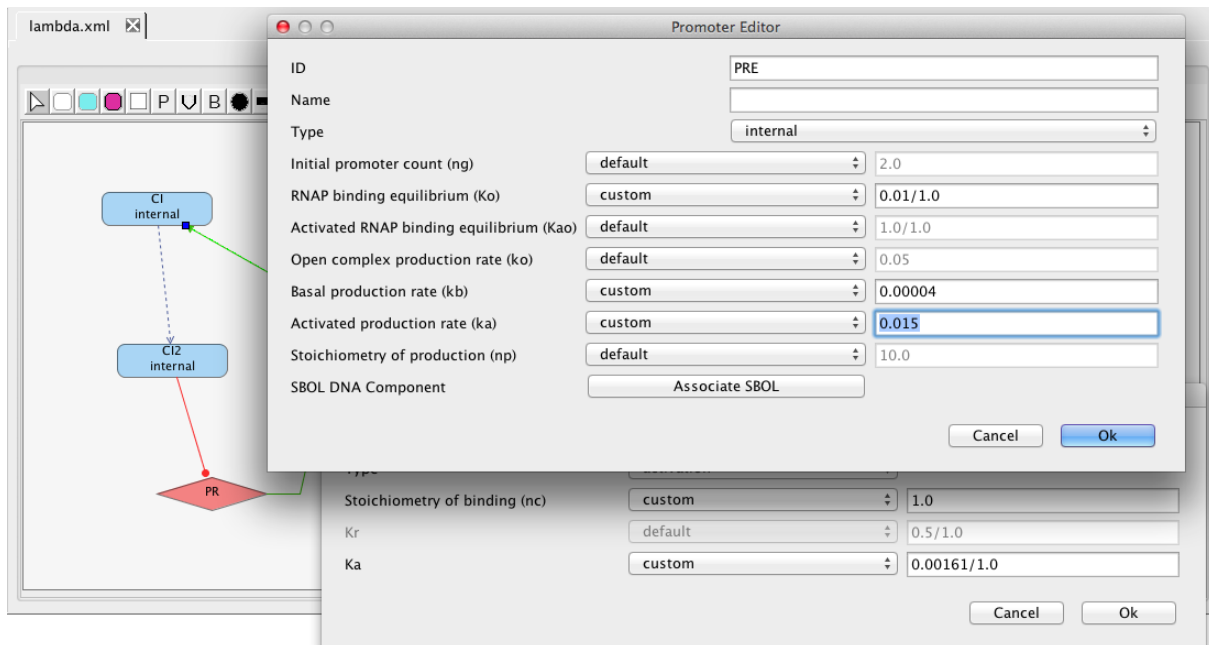 lambda.xml
Promoter Editor
ID PRE
Name
Type internal
Initial promoter count (ng) default 2.0
RNAP binding equilibrium (Ko) custom 0.01/1.0
Activated RNAP binding equilibrium (Kao) default 1.0/1.0
Open complex production rate (ko) default 0.05
Basal production rate (kb) custom 0.00004
Activated production rate (ka) custom 0.015
Stoichiometry of production (np) default 10.0
SBOL DNA Component Associate SBOL
Cancel Ok
P B
CI
internal
CI2
internal
PR
Stoichiometry of binding (nc) custom 1.0
Kr default 0.5/1.0
Ka custom 0.00161/1.0
Cancel Ok